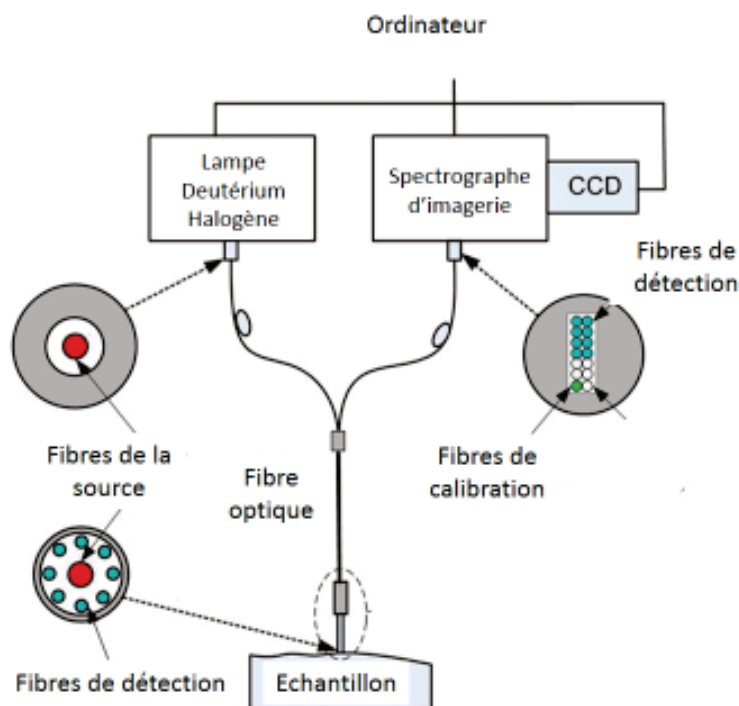 Ordinateur
Lampe
Deutérium
Halogène
Spectrographe
d'imagerie
CCD
Fibres de
détection
Fibres de la
source
Fibre
optique
Fibres de
calibration
Fibres de détection
Echantillon